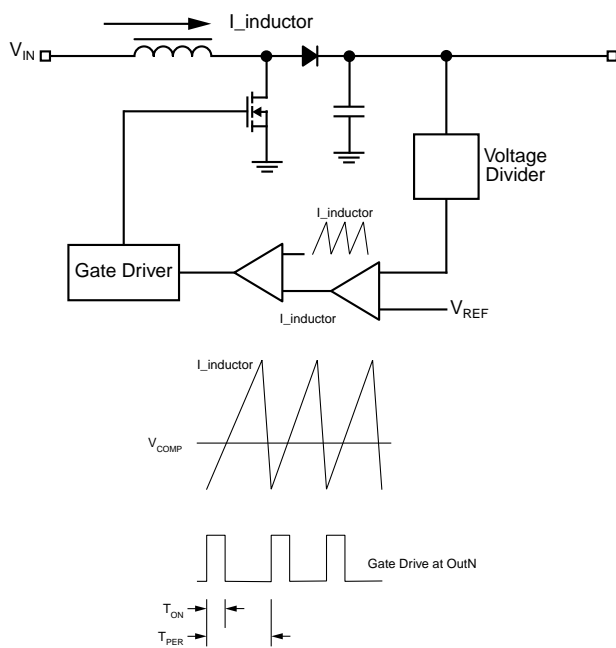 I_inductor
V_IN
Voltage
Divider
I_inductor
Gate Driver
I_inductor
V_REF
I_inductor
V_COMP
Gate Drive at OutN
T_ON
T_PER